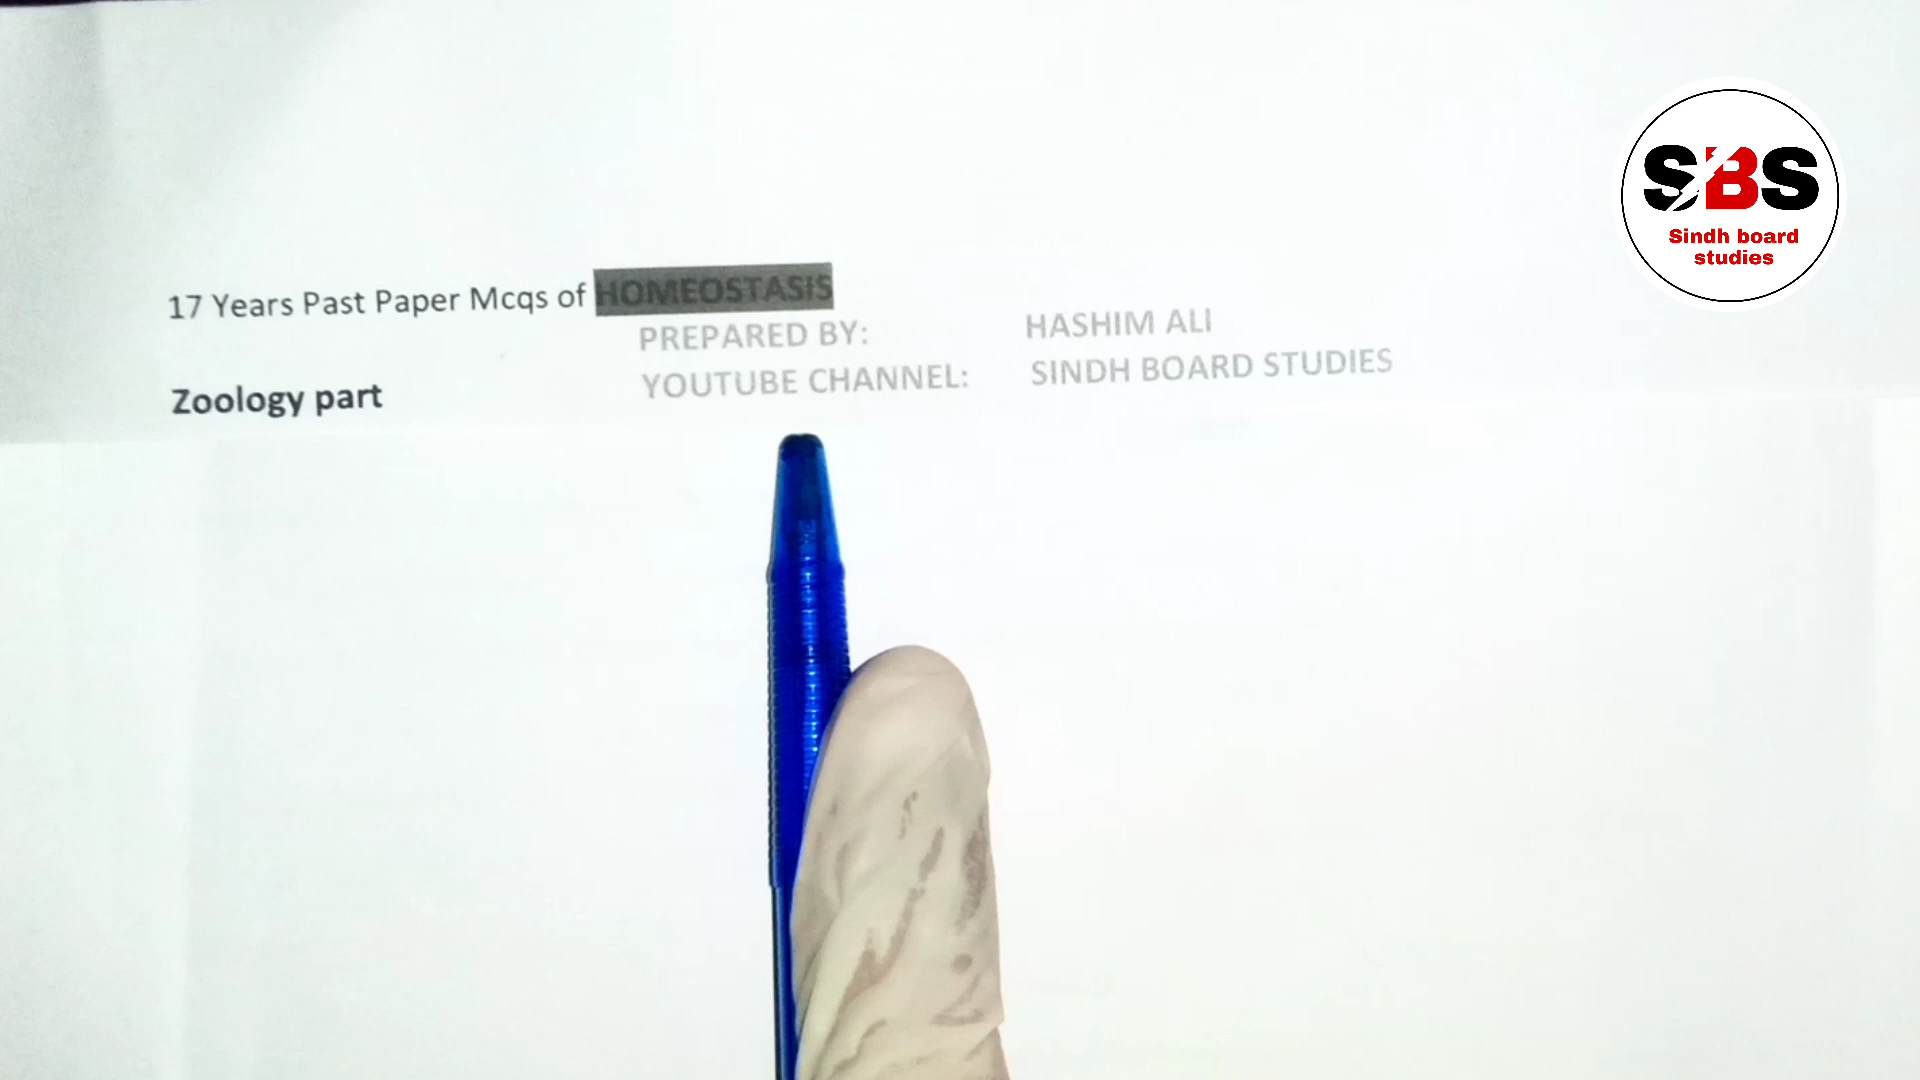 SBS
Sindh board
studies
17 Years Past Paper Mcqs of HOMEOSTASIS
PREPARED BY: HASHIM ALI
YOUTUBE CHANNEL: SINDH BOARD STUDIES
Zoology part